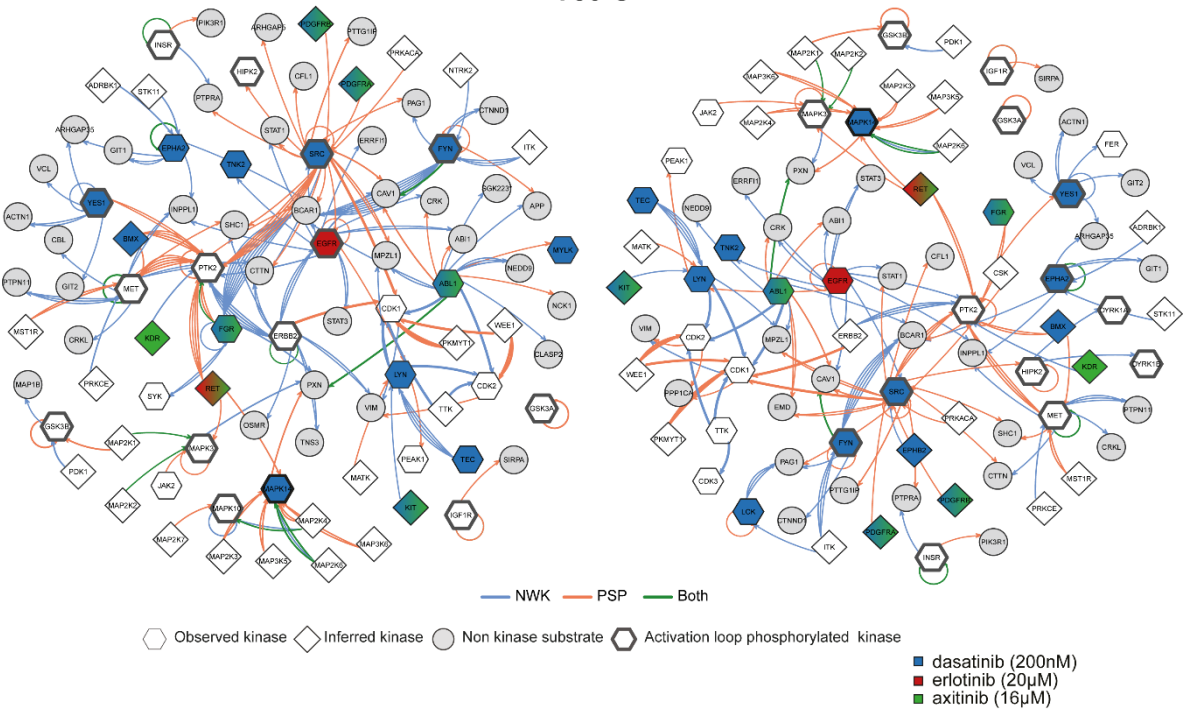 PIK3R1
ARHGAP5
PDGFRB
PTTG1IP
INSR
PRKACA
HIPK2
CFL1
PDGFRA
NTRK2
ADRBK1
STK11
PTPRA
PAG1
CTNND1
STAT1
ERRFI1
ARHGAP35
GIT1
EPHA2
TNK2
SRC
FYN
ITK
VCL
CAV1
SGK223
YES1
INPPL1
BCAR1
CRK
APP
ACTN1
SHC1
CBL
BMX
EGFR
MPZL1
ABI1
MYLK
PTPN11
GIT2
MET
PTK2
CTTN
NEDD9
ABL1
NCK1
MST1R
CRKL
FGR
STAT3
CDK1
WEE1
KDR
ERBB2
PKMYT1
CLASP2
PRKCE
LYN
CDK2
MAP1B
SYK
RET
PXN
VIM
TTK
GSK3A
GSK3B
MAP2K1
OSMR
TNS3
MAPK3
PEAK1
TEC
SIRPA
PDK1
JAK2
MATK
MAP2K2
MAPK14
KIT
IGF1R
MAPK10
MAP2K4
MAP2K7
MAP2K3
MAP3K5
MAP2K6
MAP3K6
GSK3B
MAP2K1
MAP2K2
PDK1
MAP3K6
IGF1R
SIRPA
MAP2K3
MAP3K5
JAK2
MAP2K4
MAPK3
MAPK14
GSK3A
ACTN1
FER
MAP2K6
PEAK1
PXN
STAT3
VCL
GIT2
ERRFI1
RET
YES1
TEC
NEDD9
ABI1
FGR
ADRBK1
CRK
ARHGAP35
MATK
TNK2
CFL1
GIT1
KIT
LYN
ABL1
EGFR
STAT1
CSK
EPHA2
PTK2
DYRK1A
STK11
VIM
CDK2
MPZL1
ERBB2
BCAR1
BMX
INPPL1
WEE1
CDK1
KDR
DYRK1B
PPP1CA
CAV1
SRC
HIPK2
EMD
PRKACA
MET
PTPN11
PKMYT1
TTK
FYN
SHC1
CRKL
PAG1
EPHB2
CDK3
CTTN
MST1R
PTTG1IP
PTPRA
PDGFRB
LCK
CTNND1
PRKCE
PDGFRA
ITK
INSR
PIK3R1
NWK PSP Both
Observed kinase Inferred kinase Non kinase substrate Activation loop phosphorylated kinase
dasatinib (200nM)
erlotinib (20µM)
axitinib (16µM)